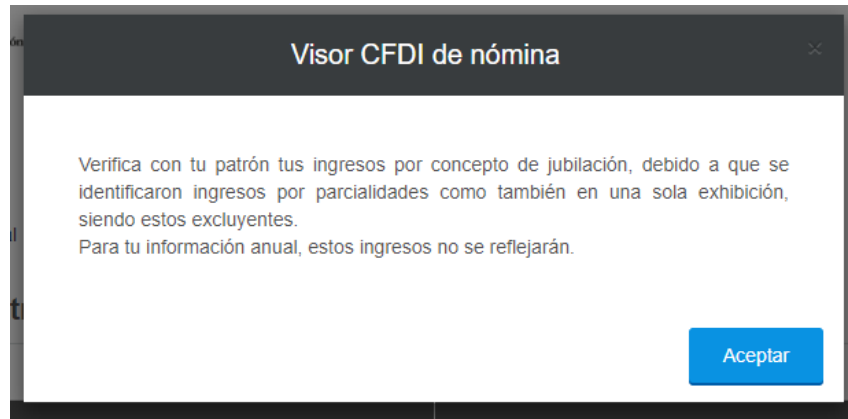 Visor CFDI de nómina
Verifica con tu patrón tus ingresos por concepto de jubilación, debido a que se
identificaron ingresos por parcialidades como también en una sola exhibición,
siendo estos excluyentes.
Para tu información anual, estos ingresos no se reflejarán.
Aceptar